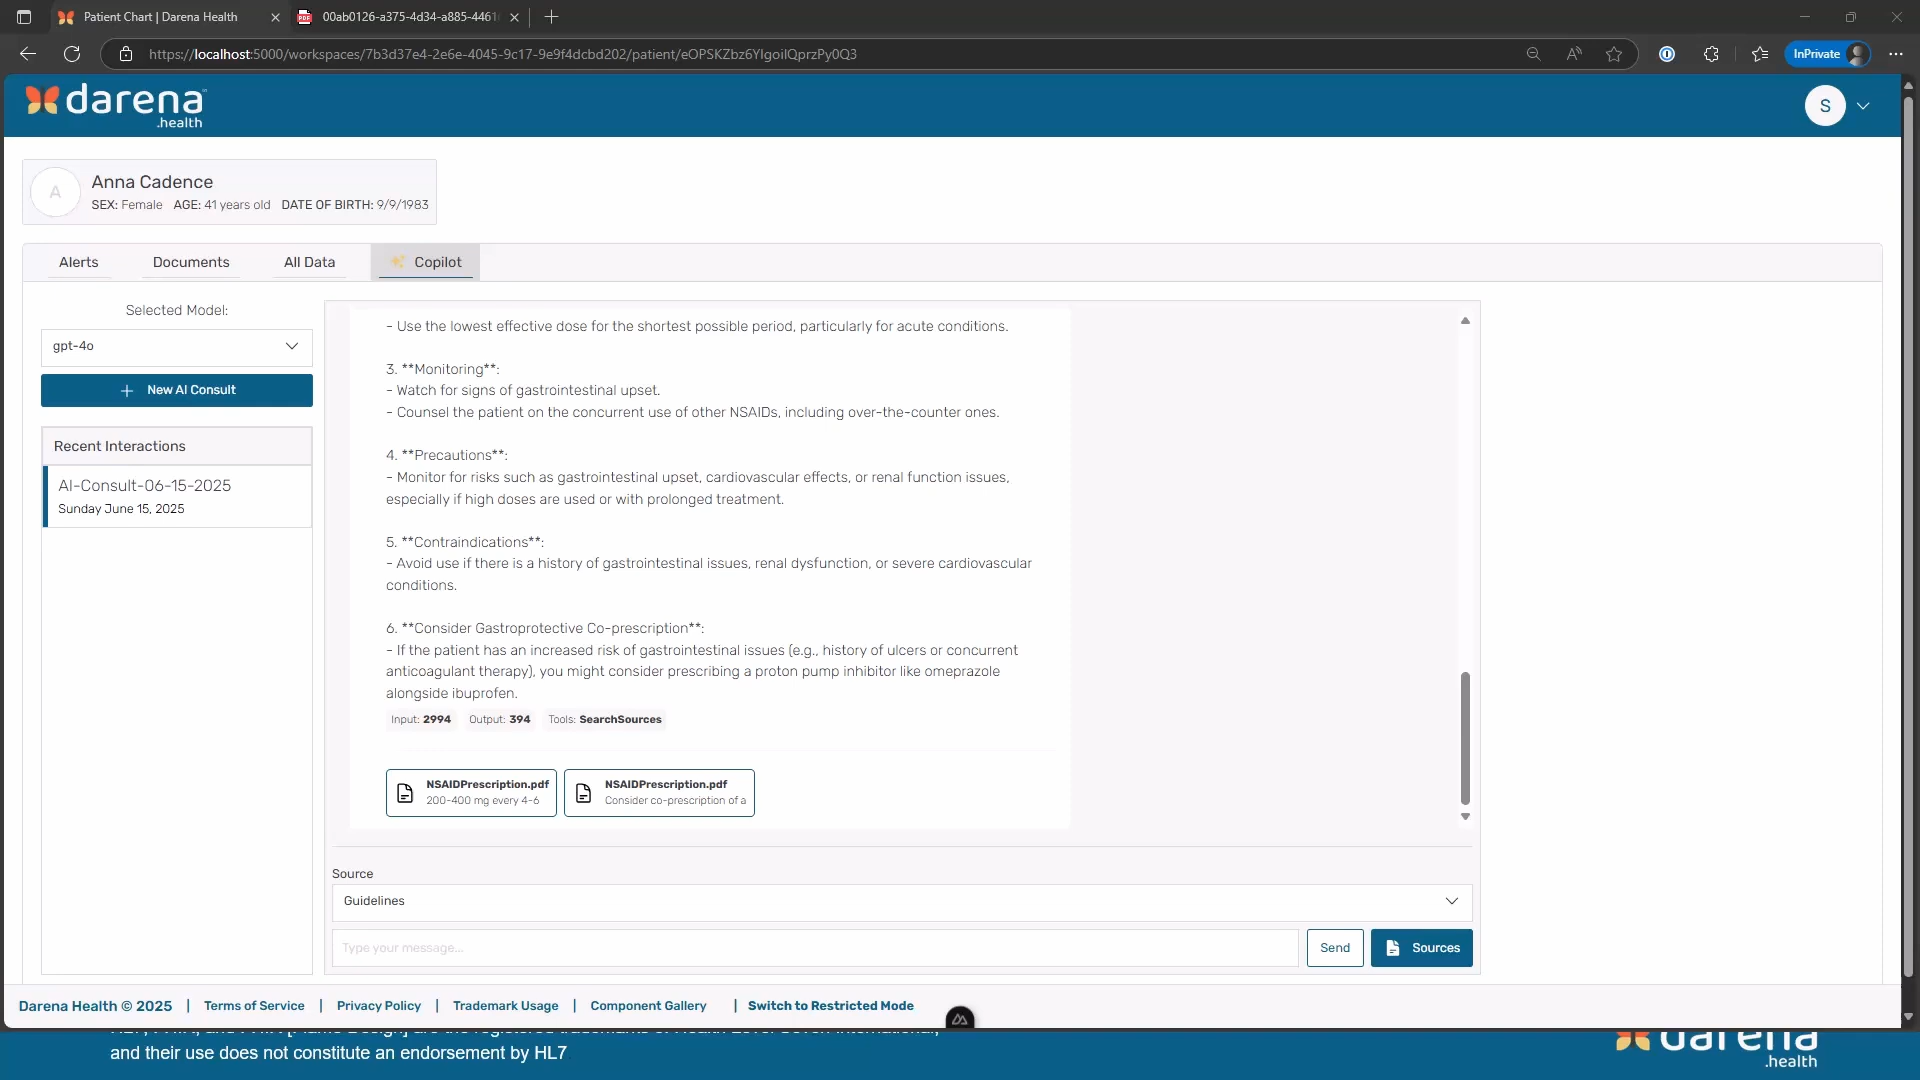 Patient Chart | Darena Health
00ab0126-a375-4d34-a885-4461
https://localhost:5000/workspaces/7b3d37e4-2e6e-4045-9c17-9e9f4dcbd202/patient/eOPSKZbz6YlgoilQprzPy0Q3
InPrivate
darena
.health
S
A
Anna Cadence
SEX: Female AGE: 41 years old DATE OF BIRTH: 9/9/1983
Alerts
Documents
All Data
Copilot
Selected Model:
gpt-4o
New AI Consult
Recent Interactions
AI-Consult-06-15-2025
Sunday June 15, 2025
- Use the lowest effective dose for the shortest possible period, particularly for acute conditions.
3. **Monitoring**:
- Watch for signs of gastrointestinal upset.
- Counsel the patient on the concurrent use of other NSAIDs, including over-the-counter ones.
4. **Precautions**:
- Monitor for risks such as gastrointestinal upset, cardiovascular effects, or renal function issues,
especially if high doses are used or with prolonged treatment.
5. **Contraindications**:
- Avoid use if there is a history of gastrointestinal issues, renal dysfunction, or severe cardiovascular
conditions.
6. **Consider Gastroprotective Co-prescription**:
- If the patient has an increased risk of gastrointestinal issues (e.g., history of ulcers or concurrent
anticoagulant therapy), you might consider prescribing a proton pump inhibitor like omeprazole
alongside ibuprofen.
Input: 2994 Output: 394 Tools: SearchSources
NSAIDPrescription.pdf
200-400 mg every 4-6
NSAIDPrescription.pdf
Consider co-prescription of a
Source
Guidelines
Type your message...
Send
Sources
Darena Health © 2025 | Terms of Service | Privacy Policy | Trademark Usage | Component Gallery | Switch to Restricted Mode
and their use does not constitute an endorsement by HL7
darena
.health